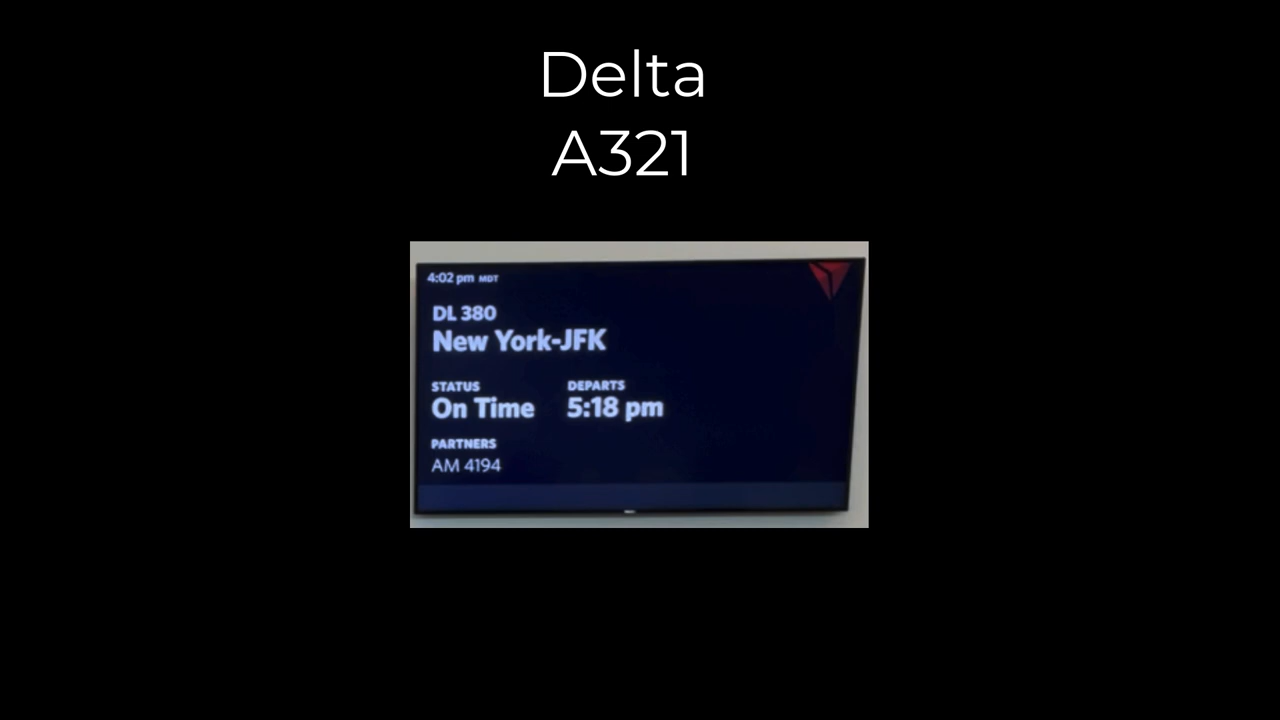 Delta
A321
4:02 pm MDT
DL 380
New York-JFK
STATUS DEPARTS
On Time 5:18 pm
PARTNERS
AM 4194